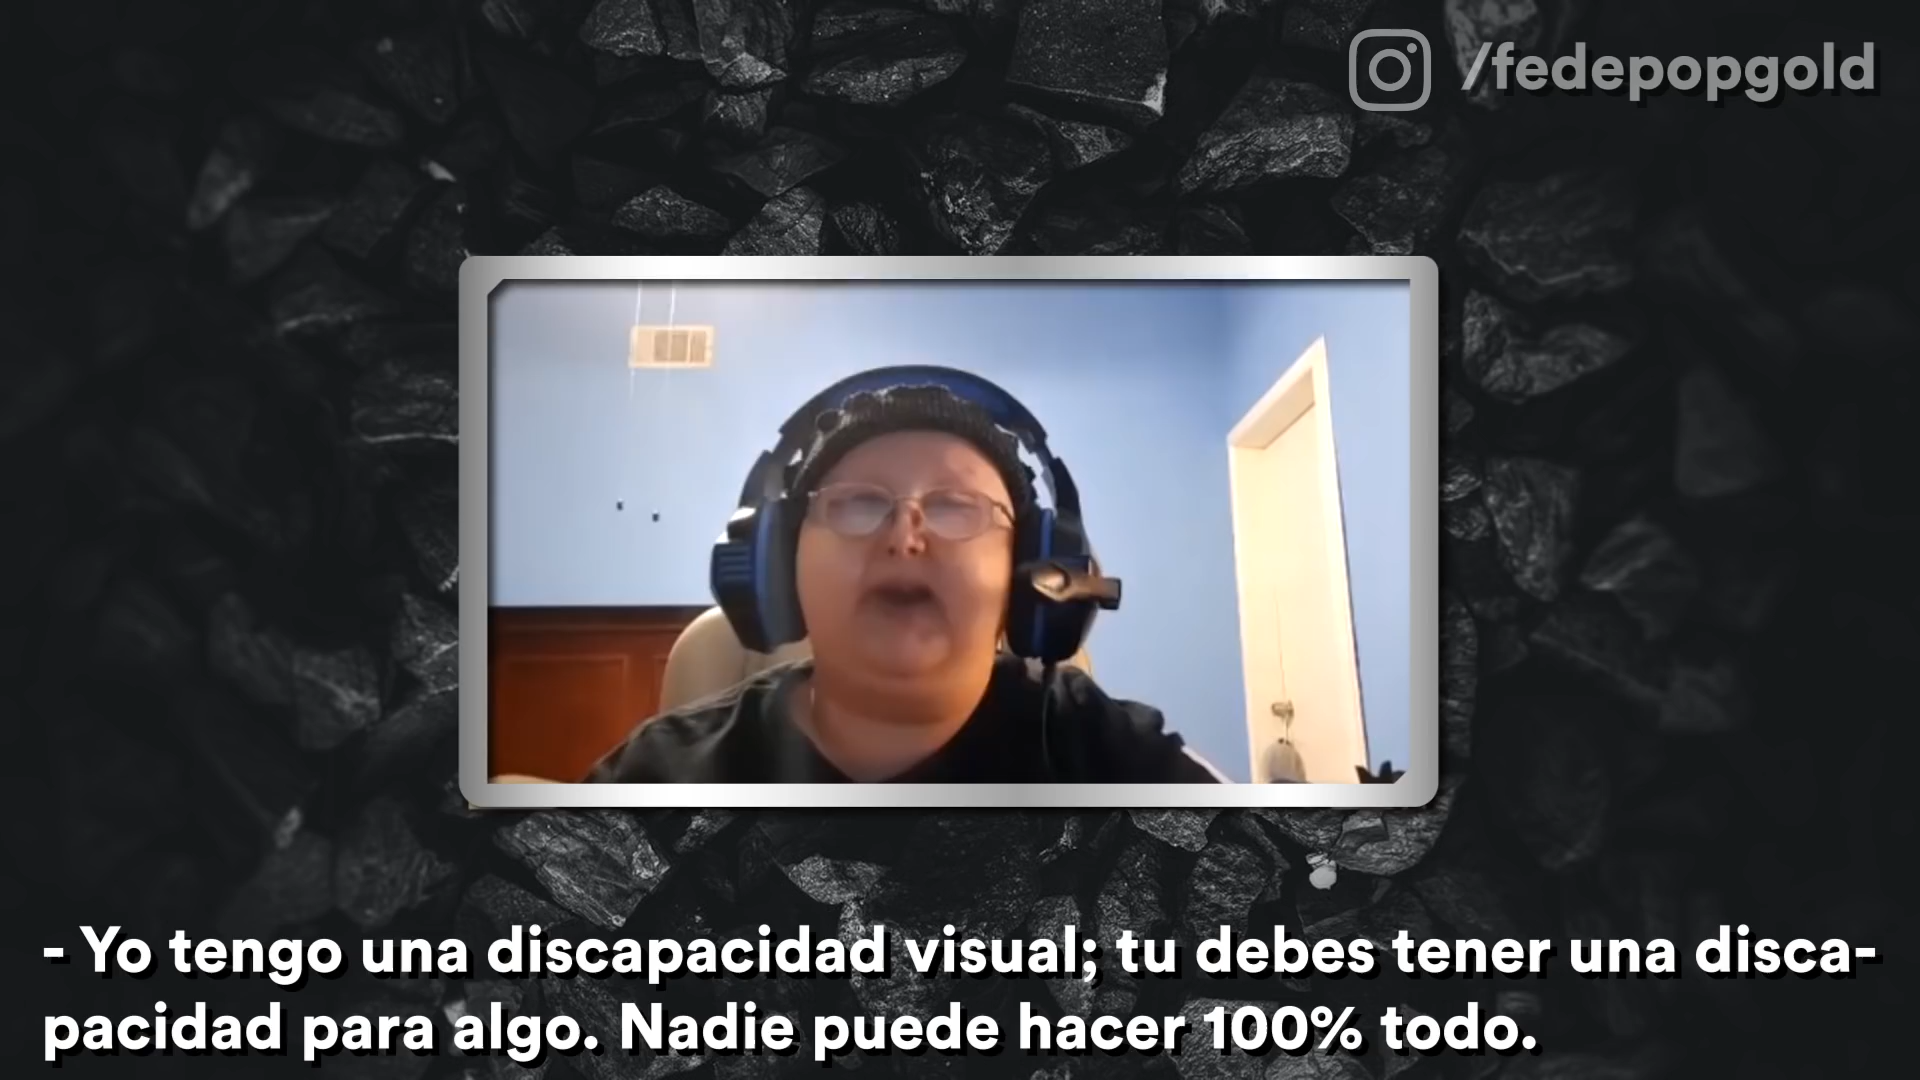 /fedepopgold
- Yo tengo una discapacidad visual; tu debes tener una disca-
pacidad para algo. Nadie puede hacer 100% todo.